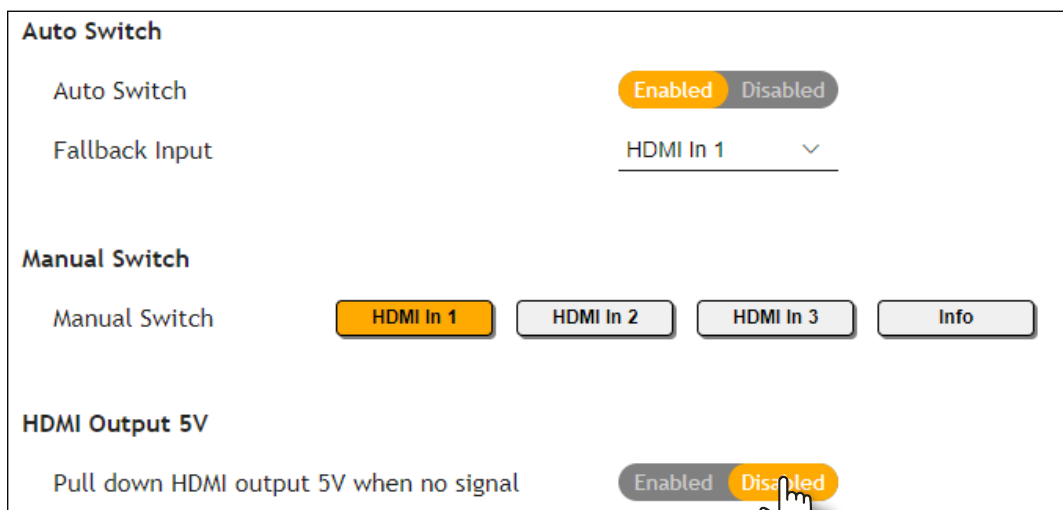 Auto Switch
Auto Switch Enabled Disabled
Fallback Input HDMI In 1
Manual Switch
Manual Switch HDMI In 1 HDMI In 2 HDMI In 3 Info
HDMI Output 5V
Pull down HDMI output 5V when no signal Enabled Disabled